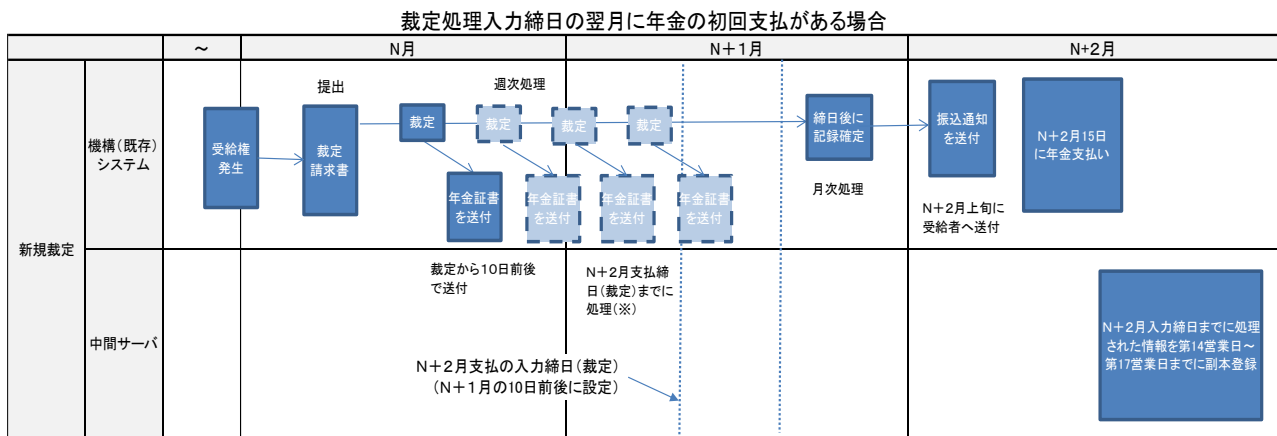 裁定処理入力締日の翌月に年金の初回支払がある場合
～
N月
N＋1月
N+2月
新規裁定
機構(既存)
システム
受給権
発生
提出
裁定
請求書
週次処理
裁定
裁定
裁定
裁定
年金証書
を送付
年金証書
を送付
年金証書
を送付
年金証書
を送付
締日後に
記録確定
月次処理
振込通知
を送付
N＋2月上旬に
受給者へ送付
N＋2月15日
に年金支払い
中間サーバ
裁定から10日前後
で送付
N＋2月支払締
日(裁定)までに
処理(※)
N＋2月支払の入力締日(裁定)
(N＋1月の10日前後に設定)
N＋2月入力締日までに処理
された情報を第14営業日～
第17営業日までに副本登録